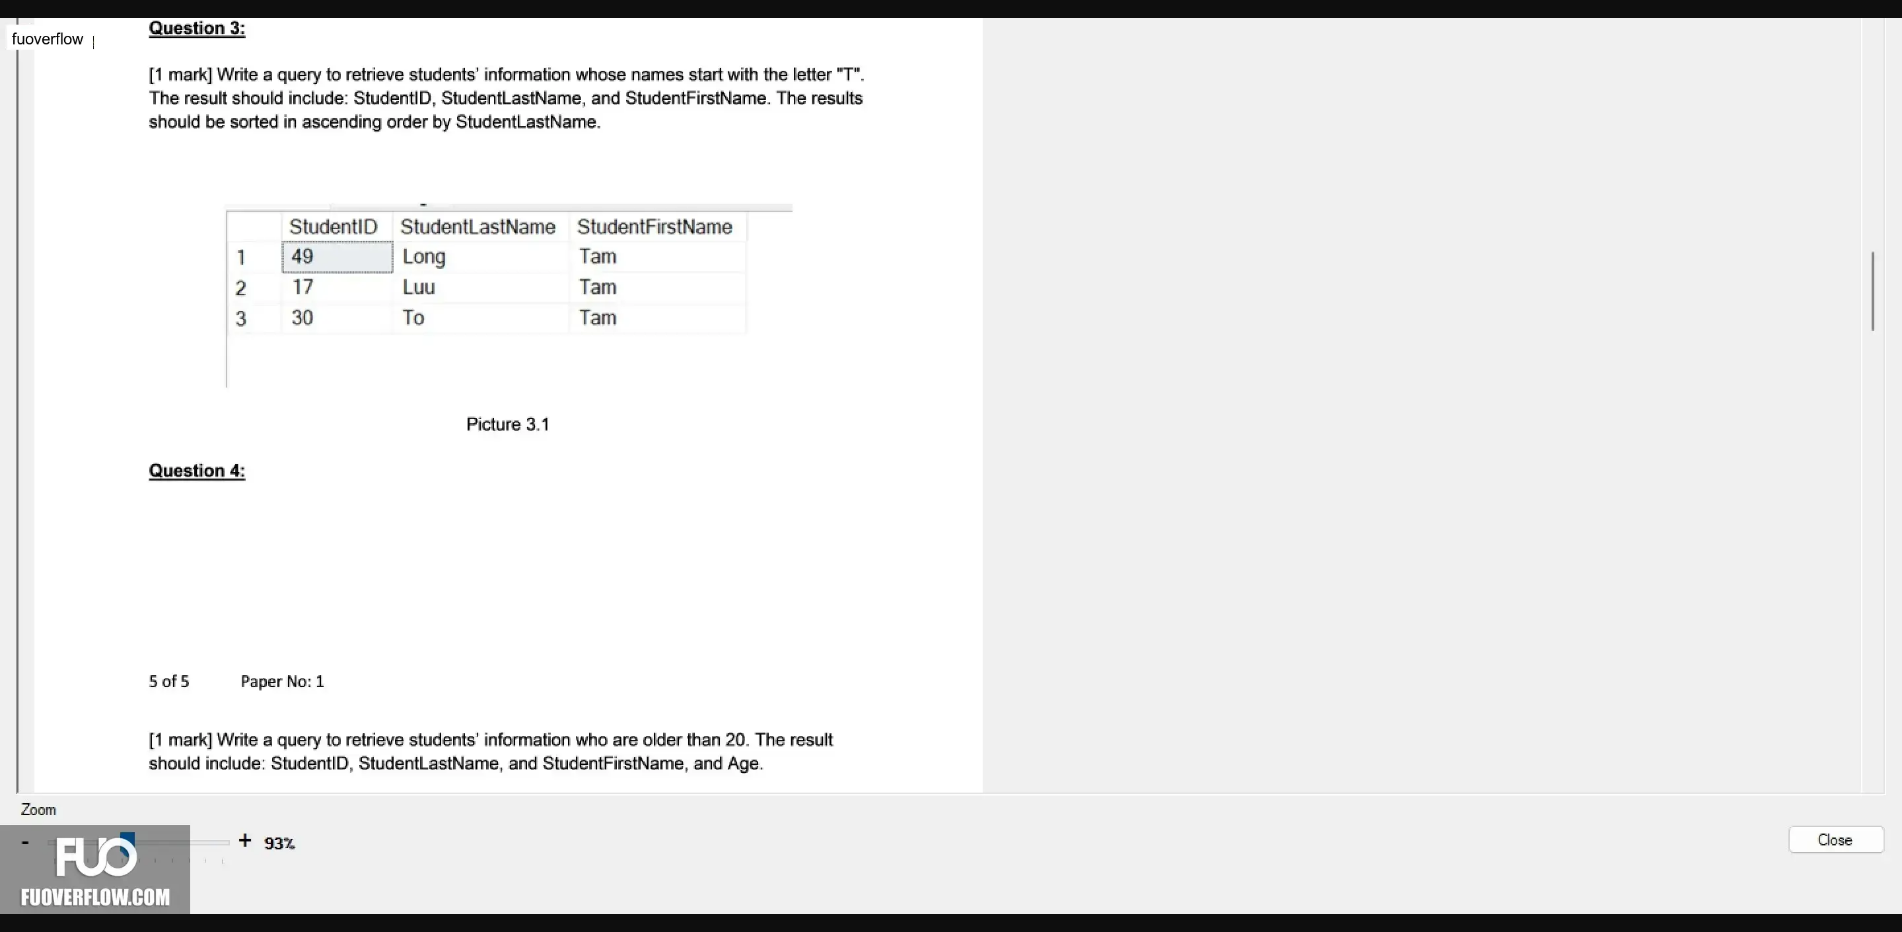 Question 3:
fuoverflow
[1 mark] Write a query to retrieve students' information whose names start with the letter "T".
The result should include: StudentID, StudentLastName, and StudentFirstName. The results
should be sorted in ascending order by StudentLastName.
StudentID StudentLastName StudentFirstName
1 49 Long Tam
2 17 Luu Tam
3 30 To Tam
Picture 3.1
Question 4:
5 of 5 Paper No: 1
[1 mark] Write a query to retrieve students' information who are older than 20. The result
should include: StudentID, StudentLastName, and StudentFirstName, and Age.
Zoom
- + 93%
Close
FUO
FUOVERFLOW.COM